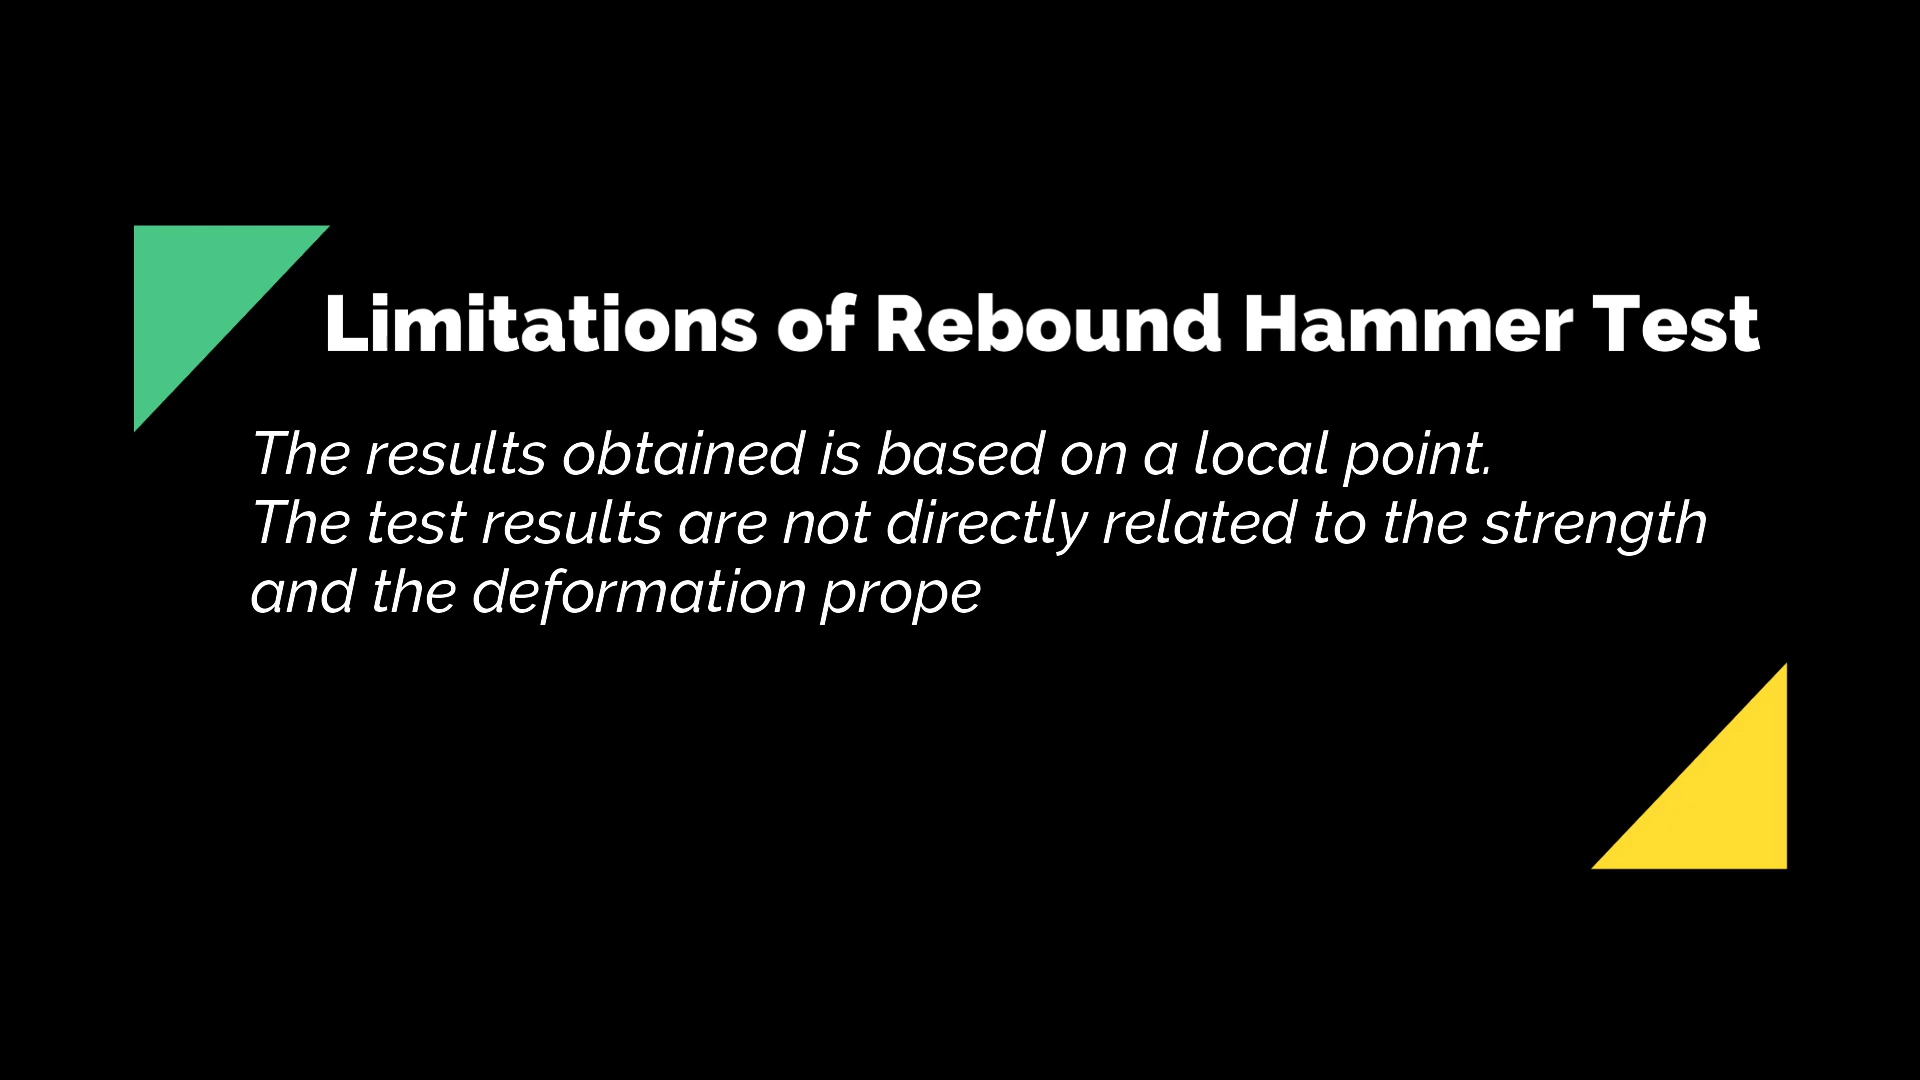 Limitations of Rebound Hammer Test
The results obtained is based on a local point.
The test results are not directly related to the strength
and the deformation prope